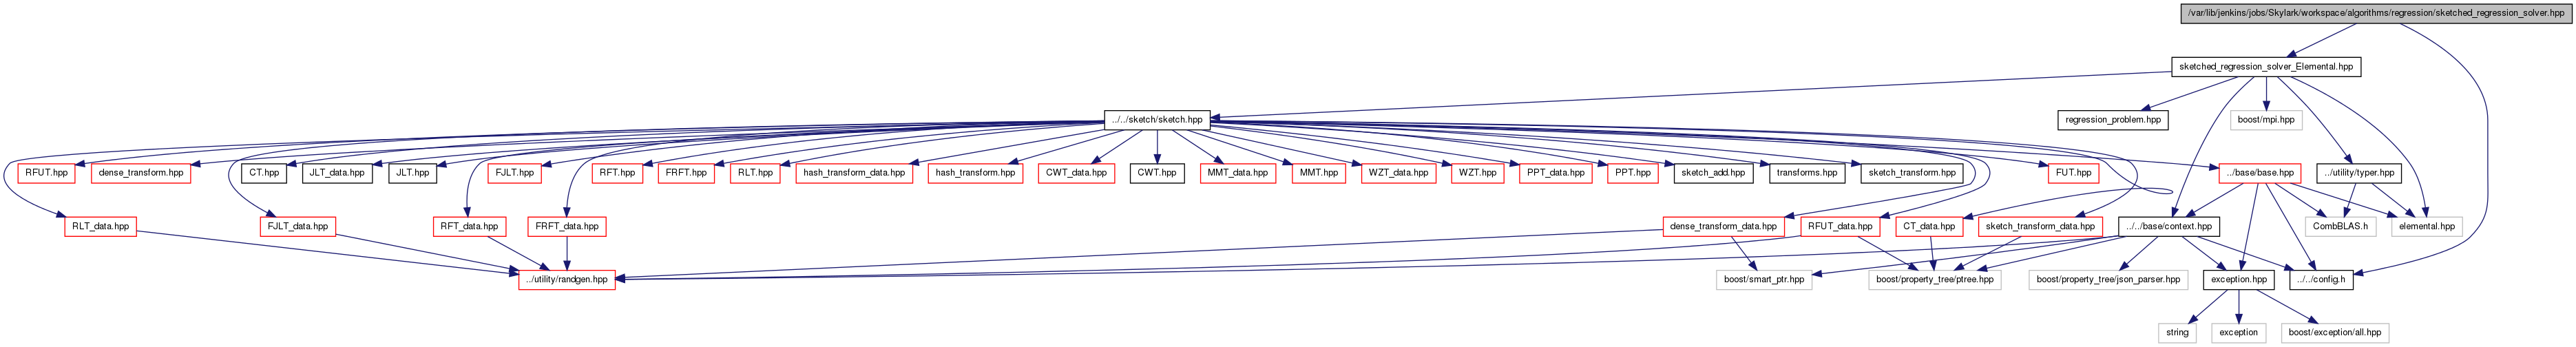 /var/lib/jenkins/jobs/Skylark/workspace/algorithms/regression/sketched_regression_solver.hpp
sketched_regression_solver_Elemental.hpp
../../sketch/sketch.hpp
regression_problem.hpp
boost/mpi.hpp
RFUT.hpp
dense_transform.hpp
CT.hpp
JLT_data.hpp
JLT.hpp
FJLT.hpp
RFT.hpp
FRFT.hpp
RLT.hpp
hash_transform_data.hpp
hash_transform.hpp
CWT_data.hpp
CWT.hpp
MMT_data.hpp
MMT.hpp
WZT_data.hpp
WZT.hpp
PPT_data.hpp
PPT.hpp
sketch_add.hpp
transforms.hpp
sketch_transform.hpp
FUT.hpp
../base/base.hpp
../utility/typer.hpp
RLT_data.hpp
FJLT_data.hpp
RFT_data.hpp
FRFT_data.hpp
dense_transform_data.hpp
RFUT_data.hpp
CT_data.hpp
sketch_transform_data.hpp
../../base/context.hpp
CombBLAS.h
elemental.hpp
../utility/randgen.hpp
boost/smart_ptr.hpp
boost/property_tree/ptree.hpp
boost/property_tree/json_parser.hpp
exception.hpp
../../config.h
string
exception
boost/exception/all.hpp